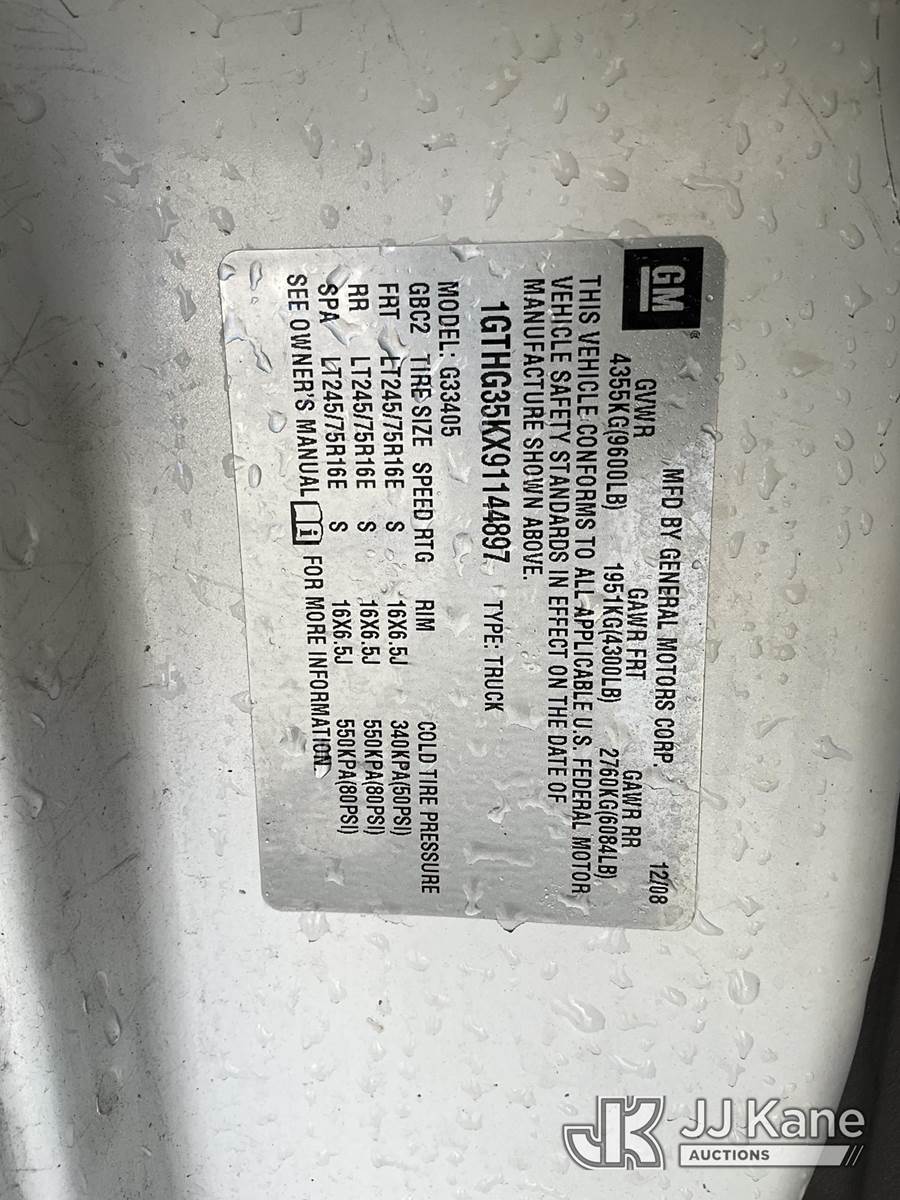 GM ®
MFD BY GENERAL MOTORS CORP. 12/08
GVWR GAWR FRT GAWR RR
4355KG(9600LB) 1951KG(4300LB) 2760KG(6084LB)
THIS VEHICLE CONFORMS TO ALL APPLICABLE U.S. FEDERAL MOTOR
VEHICLE SAFETY STANDARDS IN EFFECT ON THE DATE OF
MANUFACTURE SHOWN ABOVE.
1GTHG35KX91144897 TYPE: TRUCK
MODEL: G33405
GBC2 TIRE SIZE SPEED RTG RIM COLD TIRE PRESSURE
FRT LT245/75R16E S 16X6.5J 340KPA(50PSI)
RR LT245/75R16E S 16X6.5J 550KPA(80PSI)
SPA LT245/75R16E S 16X6.5J 550KPA(80PSI)
SEE OWNER'S MANUAL i FOR MORE INFORMATION.
JK JJ Kane
AUCTIONS